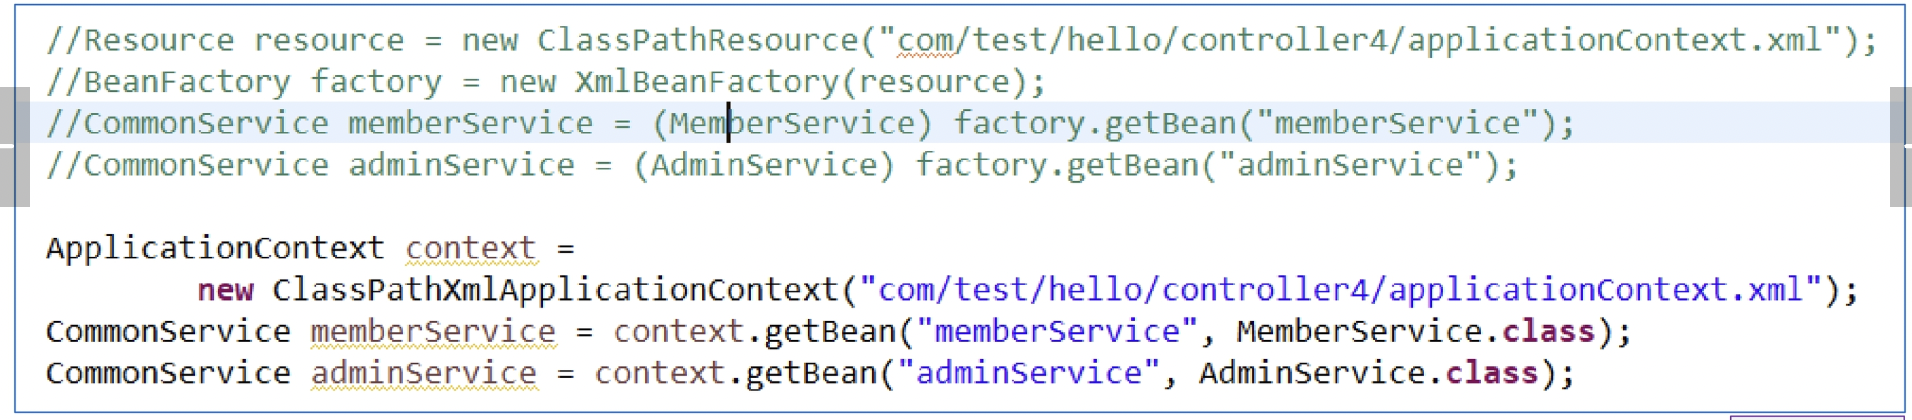 //Resource resource = new ClassPathResource("com/test/hello/controller4/applicationContext.xml");
//BeanFactory factory = new XmlBeanFactory(resource);
//CommonService memberService = (MemberService) factory.getBean("memberService");
//CommonService adminService = (AdminService) factory.getBean("adminService");
ApplicationContext context =
new ClassPathXmlApplicationContext("com/test/hello/controller4/applicationContext.xml");
CommonService memberService = context.getBean("memberService", MemberService.class);
CommonService adminService = context.getBean("adminService", AdminService.class);